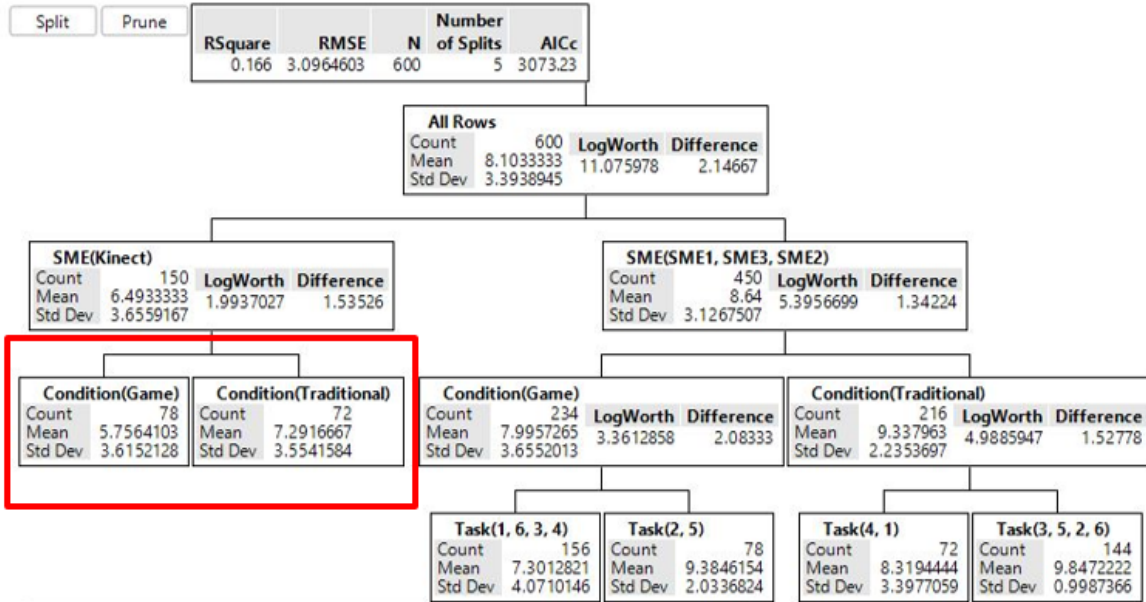 Split Prune
RSquare RMSE N Number of Splits AICc
0.166 3.0964603 600 5 3073.23
All Rows
Count 600 LogWorth Difference
Mean 8.1033333 11.075978 2.14667
Std Dev 3.3938945
SME(Kinect)
Count 150 LogWorth Difference
Mean 6.4933333 1.9937027 1.53526
Std Dev 3.6559167
SME(SME1, SME3, SME2)
Count 450 LogWorth Difference
Mean 8.64 5.3956699 1.34224
Std Dev 3.1267507
Condition(Game)
Count 78
Mean 5.7564103
Std Dev 3.6152128
Condition(Traditional)
Count 72
Mean 7.2916667
Std Dev 3.5541584
Condition(Game)
Count 234 LogWorth Difference
Mean 7.9957265 3.3612858 2.08333
Std Dev 3.6552013
Condition(Traditional)
Count 216 LogWorth Difference
Mean 9.337963 4.9885947 1.52778
Std Dev 2.2353697
Task(1, 6, 3, 4)
Count 156
Mean 7.3012821
Std Dev 4.0710146
Task(2, 5)
Count 78
Mean 9.3846154
Std Dev 2.0336824
Task(4, 1)
Count 72
Mean 8.3194444
Std Dev 3.3977059
Task(3, 5, 2, 6)
Count 144
Mean 9.8472222
Std Dev 0.9987366